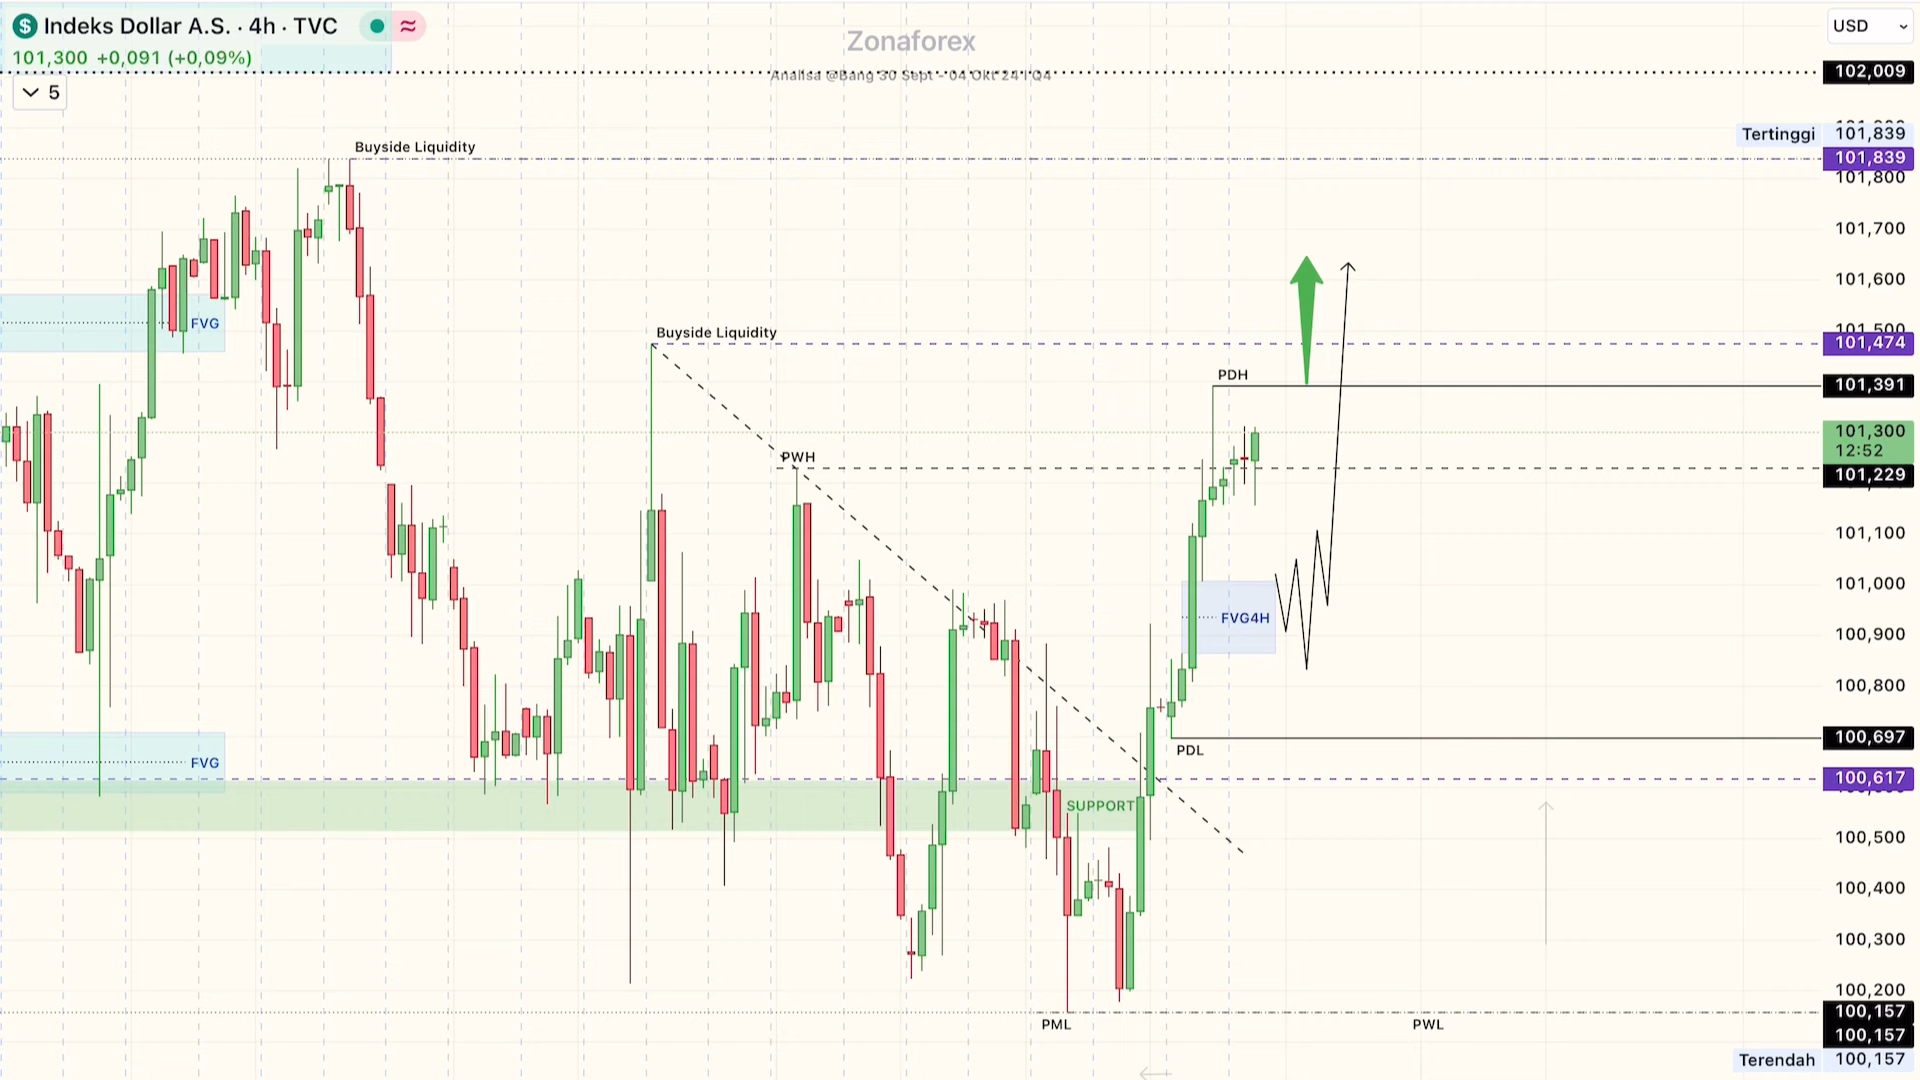 Indeks Dollar A.S. · 4h · TVC
101,300 +0,091 (+0,09%)
5
Zonaforex
Analisa @Bang 30 Sept - 04 Okt 24 I Q4
USD
102,009
Tertinggi 101,839
101,839
101,800
Buyside Liquidity
101,700
101,600
FVG
101,500
Buyside Liquidity
101,474
PDH
101,391
101,300
12:52
PWH
101,229
101,100
101,000
FVG4H
100,900
100,800
100,697
PDL
FVG
100,617
SUPPORT
100,500
100,400
100,300
100,200
100,157
PML
PWL
100,157
Terendah 100,157